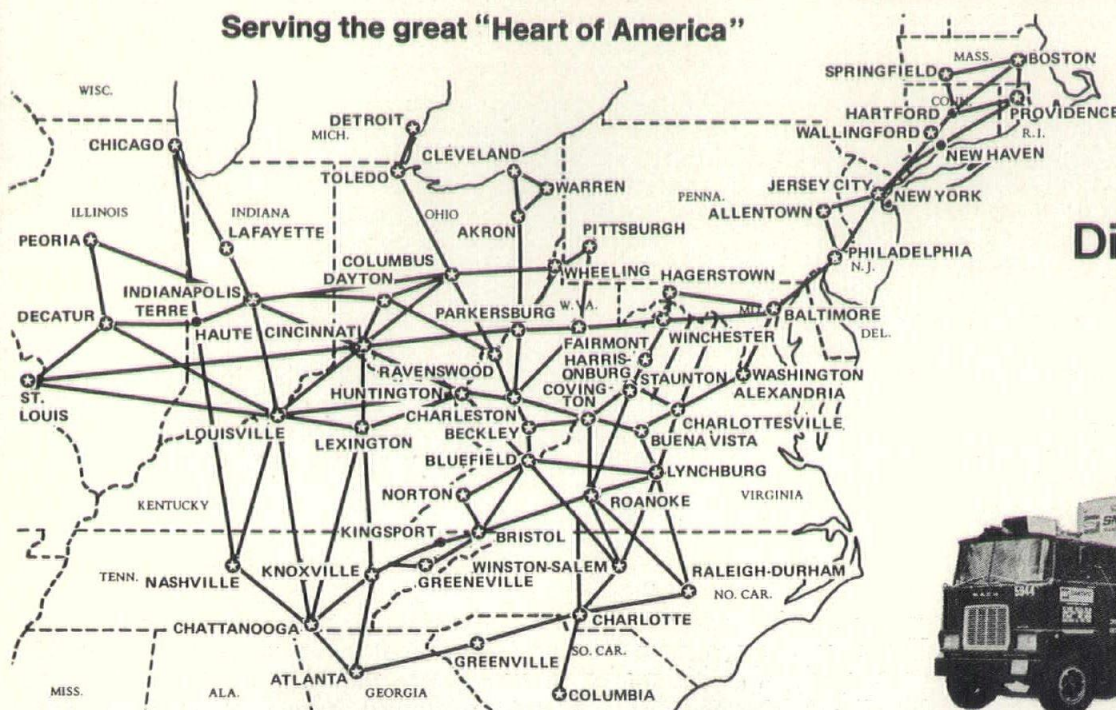 Serving the great "Heart of America"
WISC.
MASS.
BOSTON
SPRINGFIELD
HARTFORD
CONN.
PROVIDENCE
WALLINGFORD
R.I.
NEW HAVEN
DETROIT
MICH.
CHICAGO
CLEVELAND
TOLEDO
WARREN
PENNA.
JERSEY CITY
NEW YORK
ALLENTOWN
ILLINOIS
INDIANA
OHIO
LAFAYETTE
AKRON
PITTSBURGH
PEORIA
COLUMBUS
PHILADELPHIA
N.J.
Di
DAYTON
WHEELING
HAGERSTOWN
INDIANAPOLIS
TERRE
HAUTE
PARKERSBURG
W.VA.
MD.
BALTIMORE
DECATUR
CINCINNATI
FAIRMONT
WINCHESTER
DEL.
RAVENSWOOD
HARRIS-
ONBURG
STAUNTON
WASHINGTON
ST.
LOUIS
HUNTINGTON
COVING-
TON
ALEXANDRIA
CHARLESTON
CHARLOTTESVILLE
LOUISVILLE
LEXINGTON
BECKLEY
BUENA VISTA
BLUEFIELD
LYNCHBURG
KENTUCKY
NORTON
ROANOKE
VIRGINIA
KINGSPORT
BRISTOL
TENN.
NASHVILLE
KNOXVILLE
GREENEVILLE
WINSTON-SALEM
RALEIGH-DURHAM
NO. CAR.
CHATTANOOGA
CHARLOTTE
GREENVILLE
SO. CAR.
ATLANTA
MISS.
ALA.
GEORGIA
COLUMBIA
5944